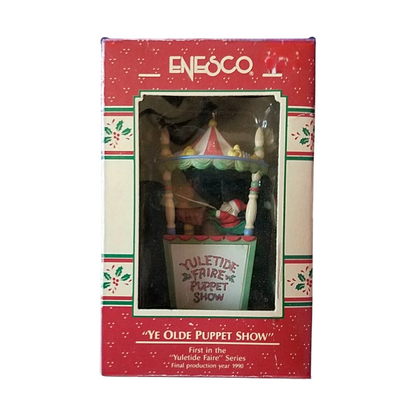 ENESCO®
YULETIDE
FAIRE
PUPPET
SHOW
"YE OLDE PUPPET SHOW"
First in the
"Yuletide Faire" Series
Final production year 1990